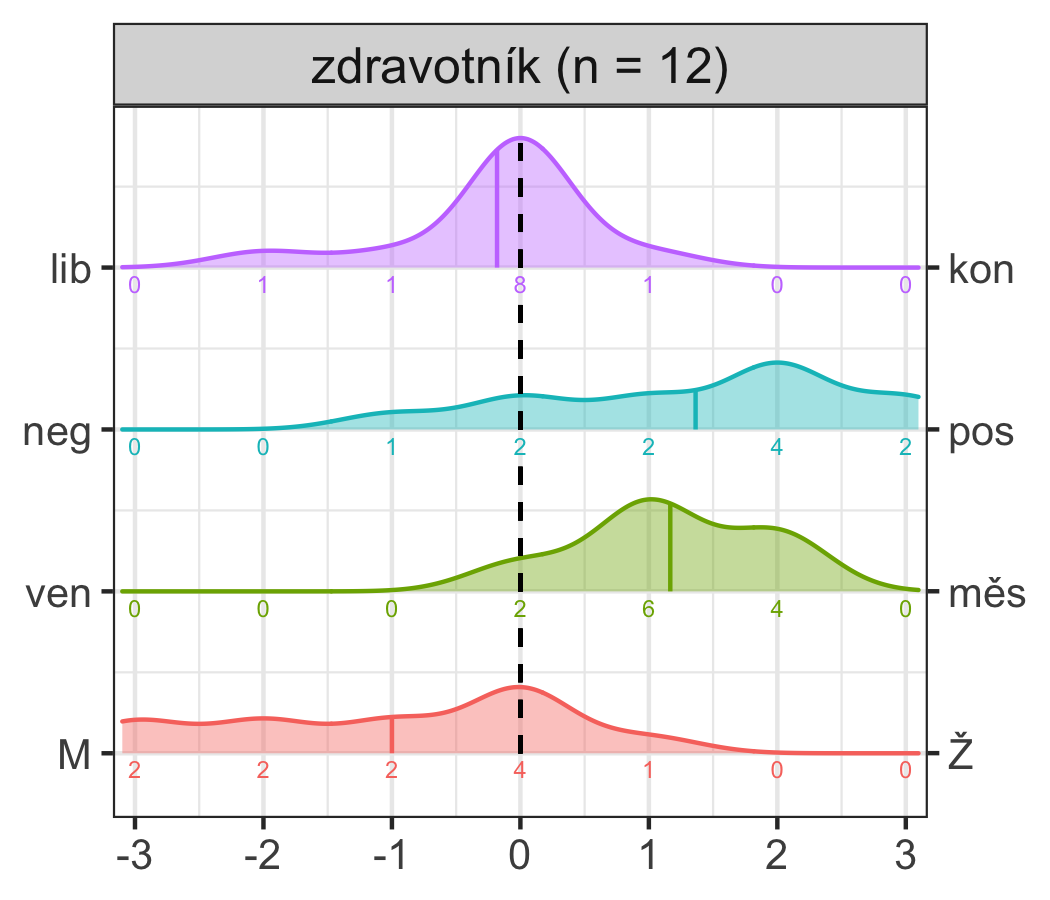 zdravotník (n = 12)
lib kon
0 1 1 8 1 0 0
neg pos
0 0 1 2 2 4 2
ven měs
0 0 0 2 6 4 0
M Ž
2 2 2 4 1 0 0
-3 -2 -1 0 1 2 3